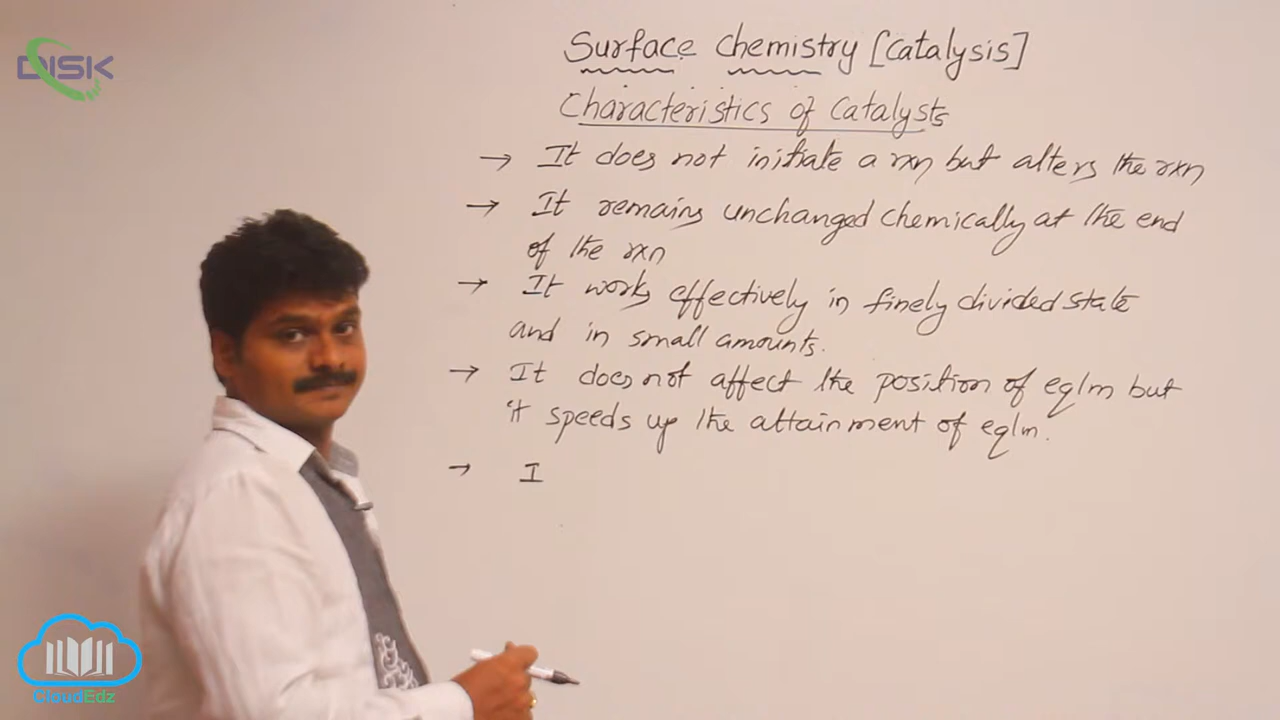 DISK
Surface Chemistry [Catalysis]
Characteristics of Catalysts
→ It does not initiate a rxn but alters the rxn
→ It remains unchanged chemically at the end
of the rxn
→ It works effectively in finely divided state
and in small amounts.
→ It does not affect the position of eqlm but
it speeds up the attainment of eqlm.
→ I
CloudEdz